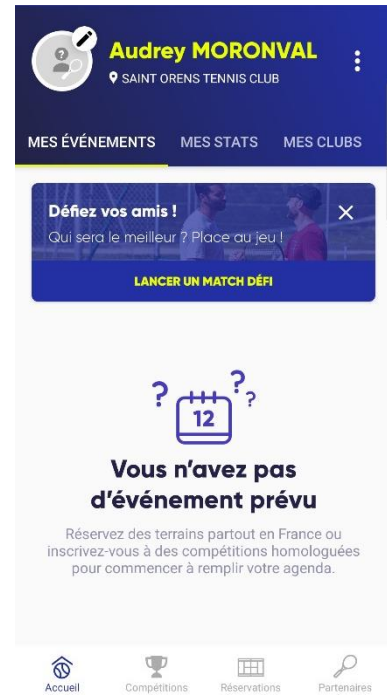 Audrey MORONVAL
SAINT ORENS TENNIS CLUB
MES ÉVÉNEMENTS MES STATS MES CLUBS
Défiez vos amis !
Qui sera le meilleur ? Place au jeu !
LANCER UN MATCH DÉFI
? ? ?
12
Vous n'avez pas
d'événement prévu
Réservez des terrains partout en France ou
inscrivez-vous à des compétitions homologuées
pour commencer à remplir votre agenda.
Accueil Compétitions Réservations Partenaires